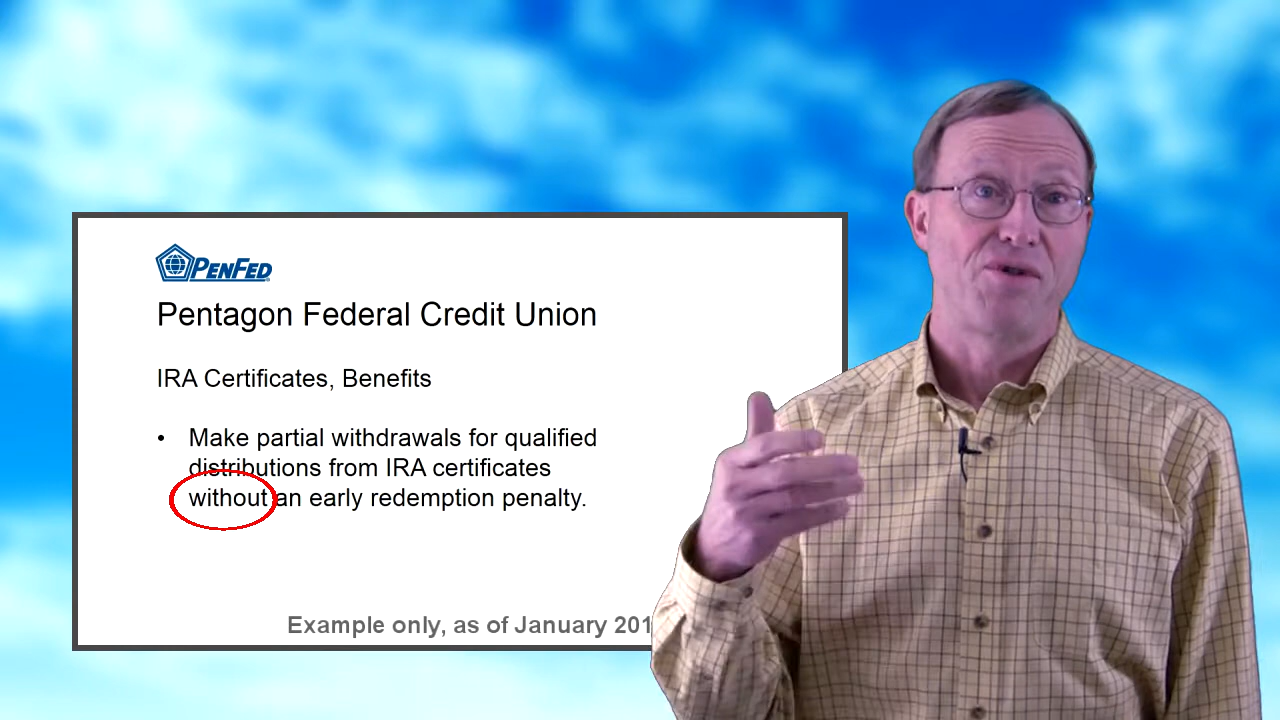 PENFED
Pentagon Federal Credit Union
IRA Certificates, Benefits
• Make partial withdrawals for qualified
distributions from IRA certificates
without an early redemption penalty.
Example only, as of January 201